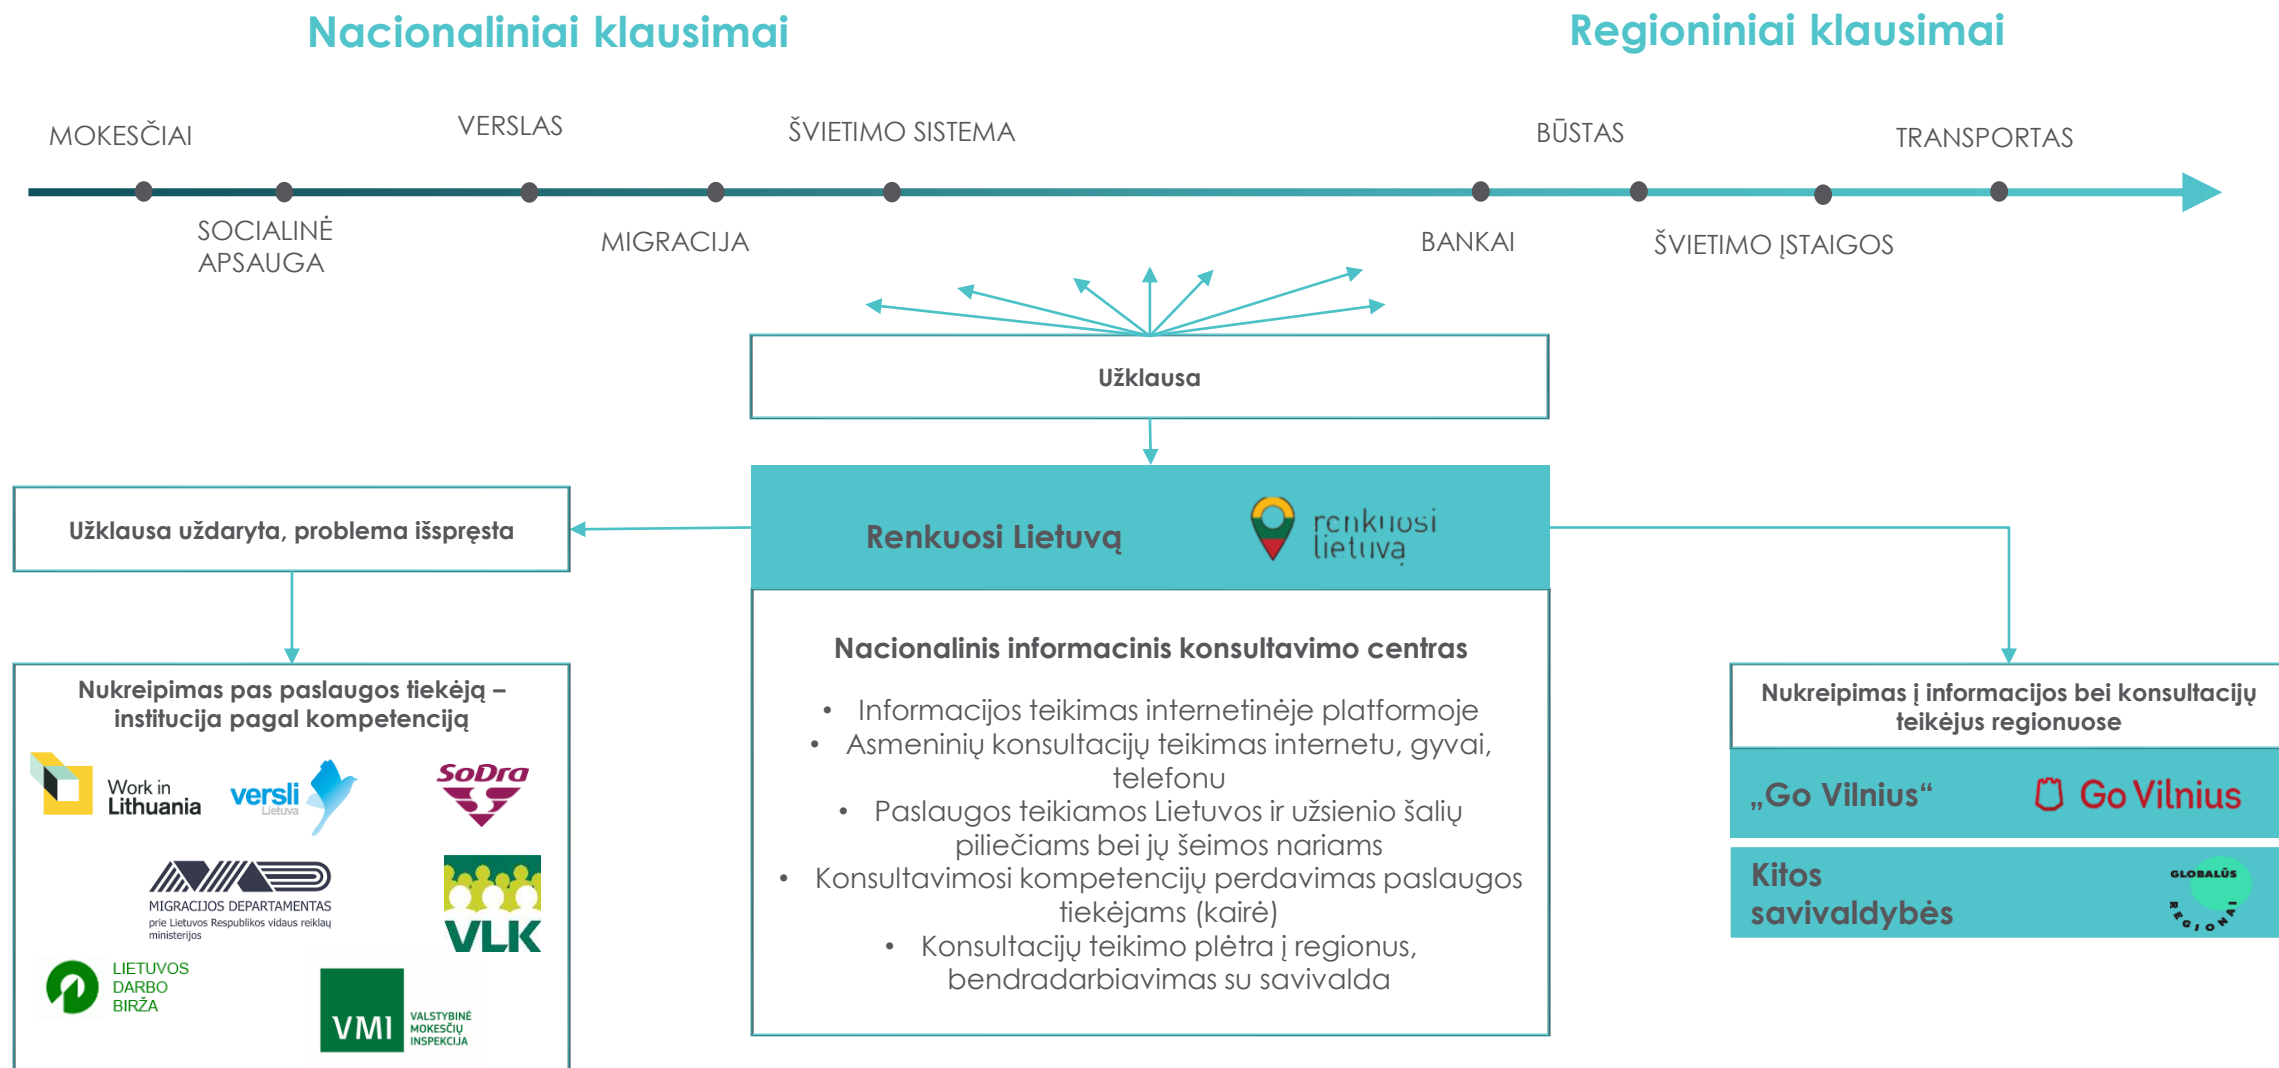 Nacionaliniai klausimai
Regioniniai klausimai
MOKESČIAI
VERSLAS
ŠVIETIMO SISTEMA
BŪSTAS
TRANSPORTAS
SOCIALINĖ
APSAUGA
MIGRACIJA
BANKAI
ŠVIETIMO ĮSTAIGOS
Užklausa
Užklausa uždaryta, problema išspręsta
Renkuosi Lietuvą
renkuosi
lietuvą
Nukreipimas pas paslaugos tiekėją –
institucija pagal kompetenciją
Work in
Lithuania
versli
Lietuva
SoDra
MIGRACIJOS DEPARTAMENTAS
prie Lietuvos Respublikos vidaus reikalų
ministerijos
VLK
LIETUVOS
DARBO
BIRŽA
VMI
VALSTYBINĖ
MOKESČIŲ
INSPEKCIJA
Nacionalinis informacinis konsultavimo centras
• Informacijos teikimas internetinėje platformoje
• Asmeninių konsultacijų teikimas internetu, gyvai,
telefonu
• Paslaugos teikiamos Lietuvos ir užsienio šalių
piliečiams bei jų šeimos nariams
• Konsultavimosi kompetencijų perdavimas paslaugos
tiekėjams (kairė)
• Konsultacijų teikimo plėtra į regionus,
bendradarbiavimas su savivalda
Nukreipimas į informacijos bei konsultacijų
teikėjus regionuose
„Go Vilnius“
Go Vilnius
Kitos
savivaldybės
GLOBALŪS
REGIONAI